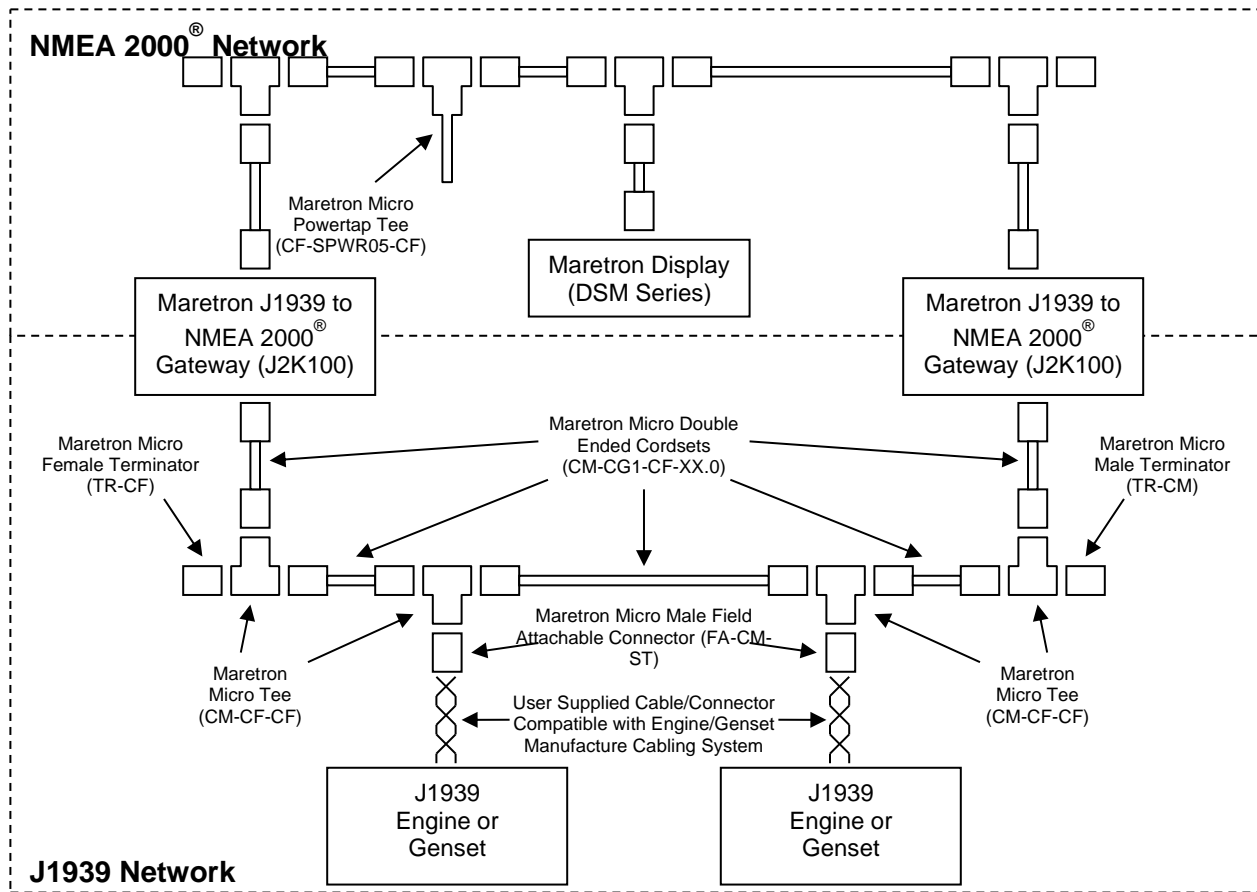 NMEA 2000® Network
Maretron Micro
Powertap Tee
(CF-SPWR05-CF)
Maretron Display
(DSM Series)
Maretron J1939 to
NMEA 2000®
Gateway (J2K100)
Maretron J1939 to
NMEA 2000®
Gateway (J2K100)
Maretron Micro
Female Terminator
(TR-CF)
Maretron Micro Double
Ended Cordsets
(CM-CG1-CF-XX.0)
Maretron Micro
Male Terminator
(TR-CM)
Maretron
Micro Tee
(CM-CF-CF)
Maretron Micro Male Field
Attachable Connector (FA-CM-
ST)
Maretron
Micro Tee
(CM-CF-CF)
User Supplied Cable/Connector
Compatible with Engine/Genset
Manufacture Cabling System
J1939
Engine or
Genset
J1939
Engine or
Genset
J1939 Network